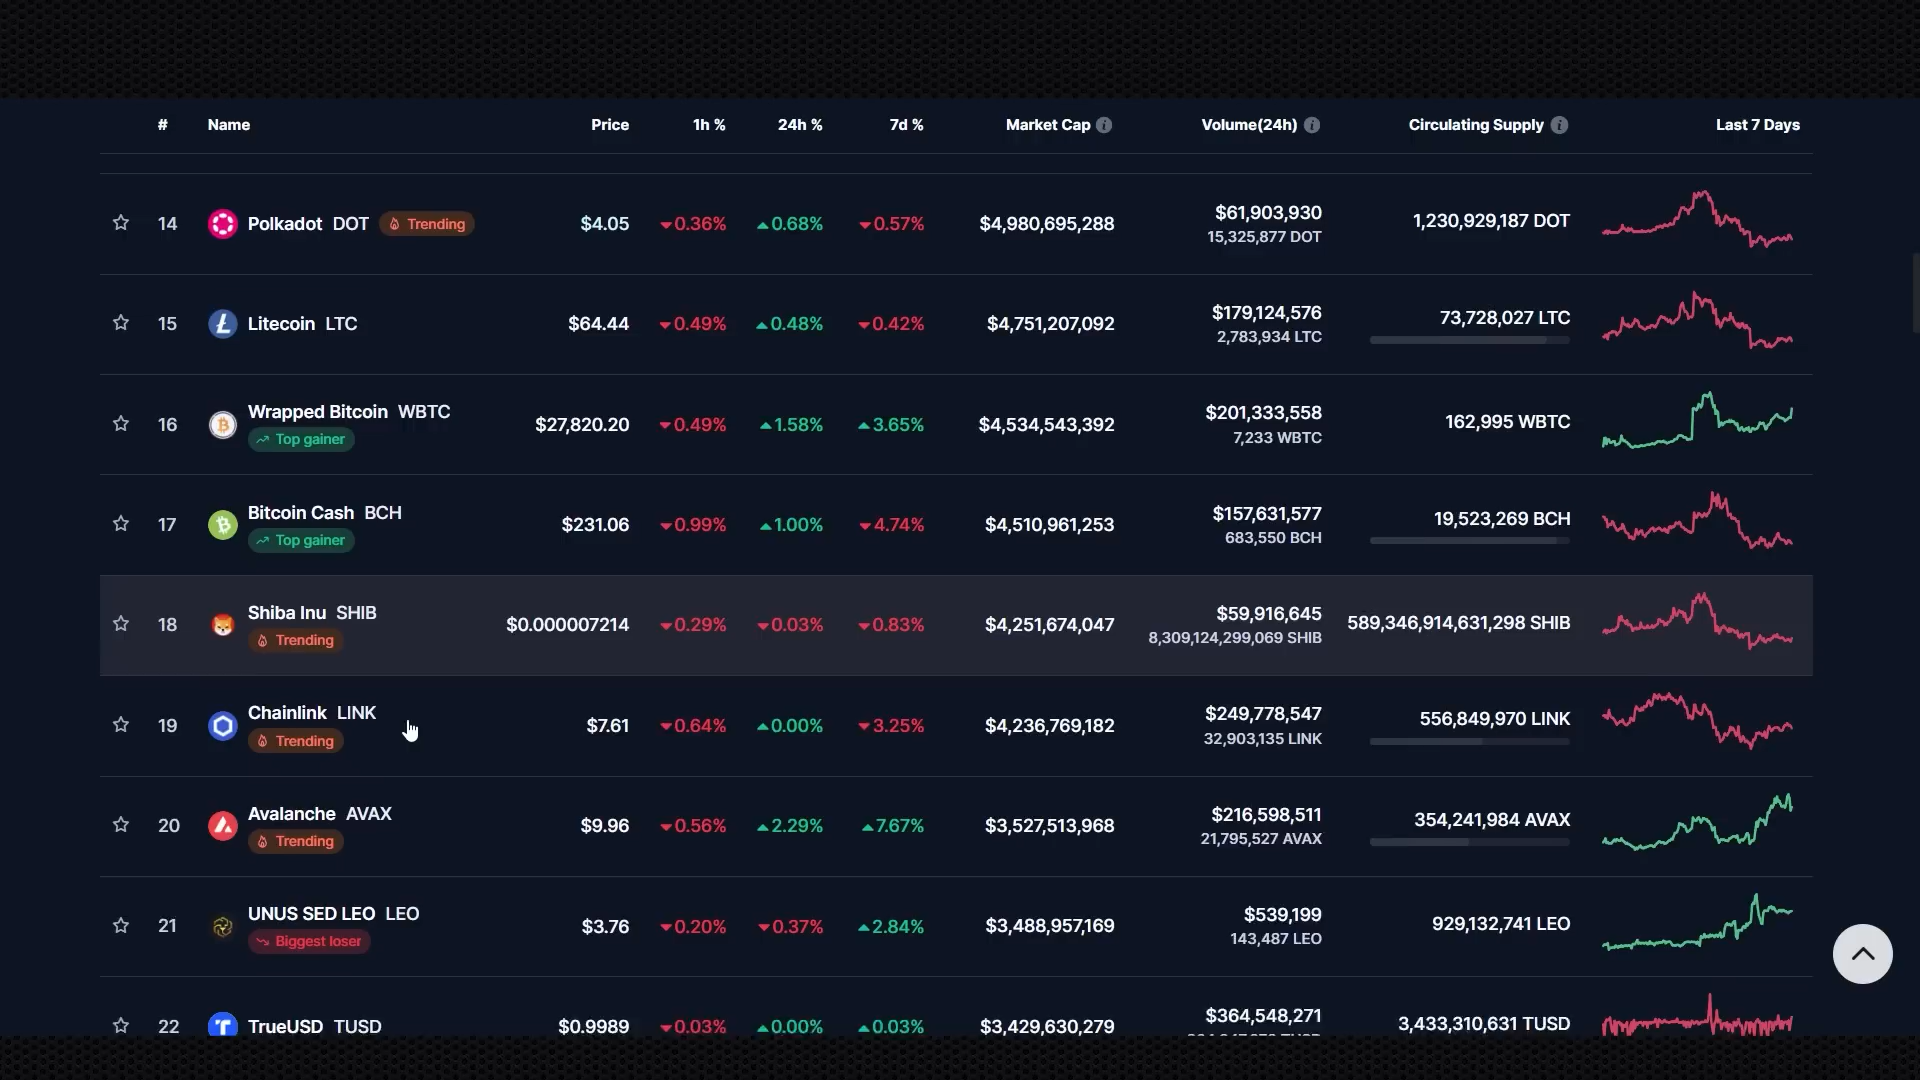 # Name Price 1h % 24h % 7d % Market Cap Volume(24h) Circulating Supply Last 7 Days
14 Polkadot DOT Trending $4.05 0.36% 0.68% 0.57% $4,980,695,288 $61,903,930 1,230,929,187 DOT
15,325,877 DOT
15 Litecoin LTC $64.44 0.49% 0.48% 0.42% $4,751,207,092 $179,124,576 73,728,027 LTC
2,783,934 LTC
16 Wrapped Bitcoin WBTC $27,820.20 0.49% 1.58% 3.65% $4,534,543,392 $201,333,558 162,995 WBTC
Top gainer 7,233 WBTC
17 Bitcoin Cash BCH $231.06 0.99% 1.00% 4.74% $4,510,961,253 $157,631,577 19,523,269 BCH
Top gainer 683,550 BCH
18 Shiba Inu SHIB $0.000007214 0.29% 0.03% 0.83% $4,251,674,047 $59,916,645 589,346,914,631,298 SHIB
Trending 8,309,124,299,069 SHIB
19 Chainlink LINK $7.61 0.64% 0.00% 3.25% $4,236,769,182 $249,778,547 556,849,970 LINK
Trending 32,903,135 LINK
20 Avalanche AVAX $9.96 0.56% 2.29% 7.67% $3,527,513,968 $216,598,511 354,241,984 AVAX
Trending 21,795,527 AVAX
21 UNUS SED LEO LEO $3.76 0.20% 0.37% 2.84% $3,488,957,169 $539,199 929,132,741 LEO
Biggest loser 143,487 LEO
22 TrueUSD TUSD $0.9989 0.03% 0.00% 0.03% $3,429,630,279 $364,548,271 3,433,310,631 TUSD